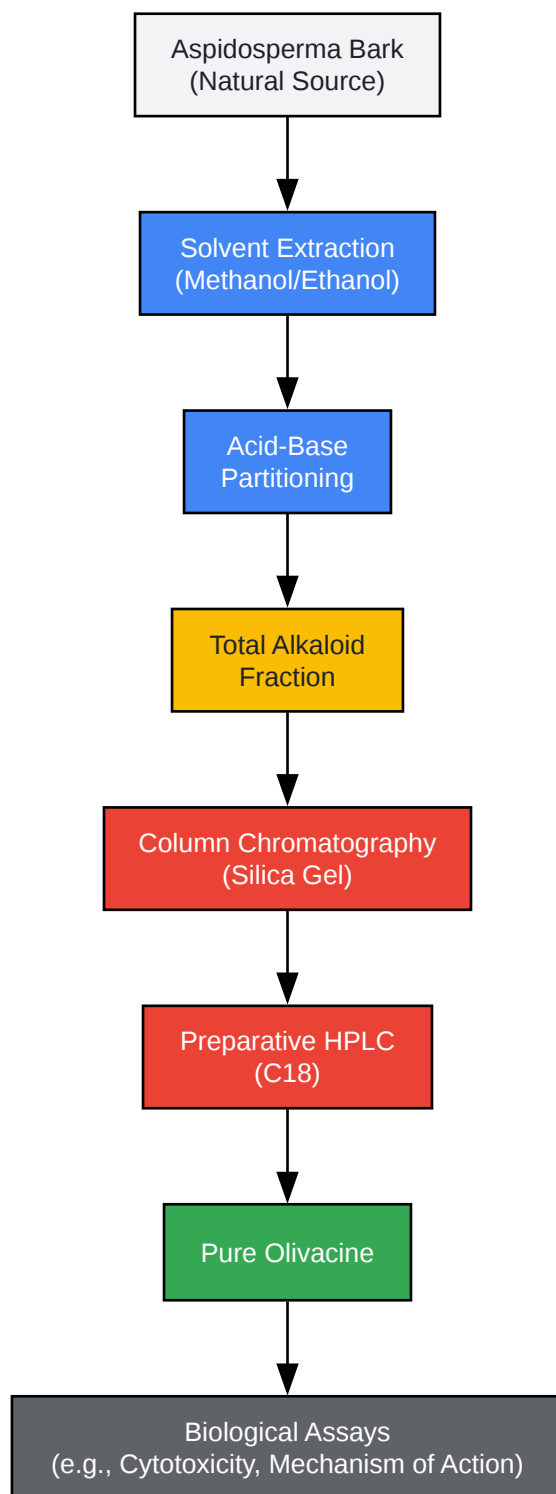 Aspidosperma Bark
(Natural Source)
Solvent Extraction
(Methanol/Ethanol)
Acid-Base
Partitioning
Total Alkaloid
Fraction
Column Chromatography
(Silica Gel)
Preparative HPLC
(C18)
Pure Olivacine
Biological Assays
(e.g., Cytotoxicity, Mechanism of Action)